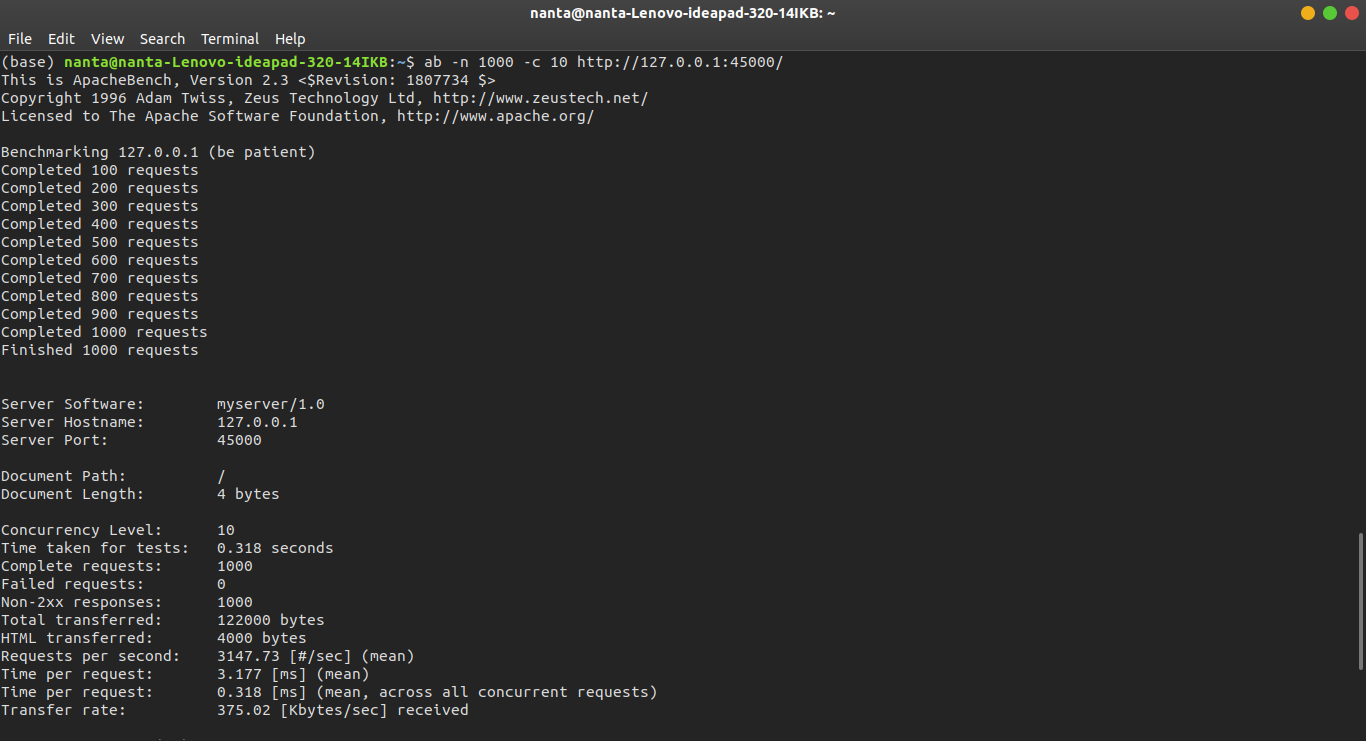 nanta@nanta-Lenovo-ideapad-320-14IKB: ~
File Edit View Search Terminal Help
(base) nanta@nanta-Lenovo-ideapad-320-14IKB:~$ ab -n 1000 -c 10 http://127.0.0.1:45000/
This is ApacheBench, Version 2.3 <$Revision: 1807734 $>
Copyright 1996 Adam Twiss, Zeus Technology Ltd, http://www.zeustech.net/
Licensed to The Apache Software Foundation, http://www.apache.org/
Benchmarking 127.0.0.1 (be patient)
Completed 100 requests
Completed 200 requests
Completed 300 requests
Completed 400 requests
Completed 500 requests
Completed 600 requests
Completed 700 requests
Completed 800 requests
Completed 900 requests
Completed 1000 requests
Finished 1000 requests
Server Software: myserver/1.0
Server Hostname: 127.0.0.1
Server Port: 45000
Document Path: /
Document Length: 4 bytes
Concurrency Level: 10
Time taken for tests: 0.318 seconds
Complete requests: 1000
Failed requests: 0
Non-2xx responses: 1000
Total transferred: 122000 bytes
HTML transferred: 4000 bytes
Requests per second: 3147.73 [#/sec] (mean)
Time per request: 3.177 [ms] (mean)
Time per request: 0.318 [ms] (mean, across all concurrent requests)
Transfer rate: 375.02 [Kbytes/sec] received